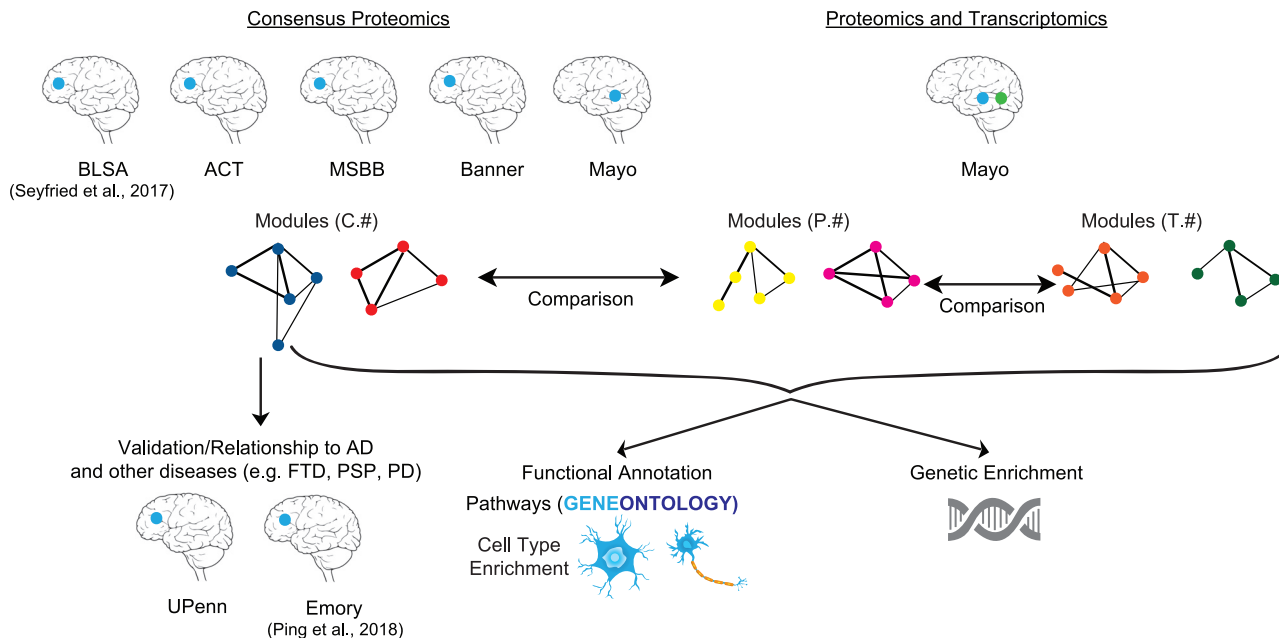 Consensus Proteomics
Proteomics and Transcriptomics
BLSA
(Seyfried et al., 2017)
ACT
MSBB
Banner
Mayo
Mayo
Modules (C.#)
Modules (P.#)
Modules (T.#)
Comparison
Comparison
Validation/Relationship to AD
and other diseases (e.g. FTD, PSP, PD)
Functional Annotation
Pathways (GENEONTOLOGY)
Cell Type
Enrichment
Genetic Enrichment
UPenn
Emory
(Ping et al., 2018)